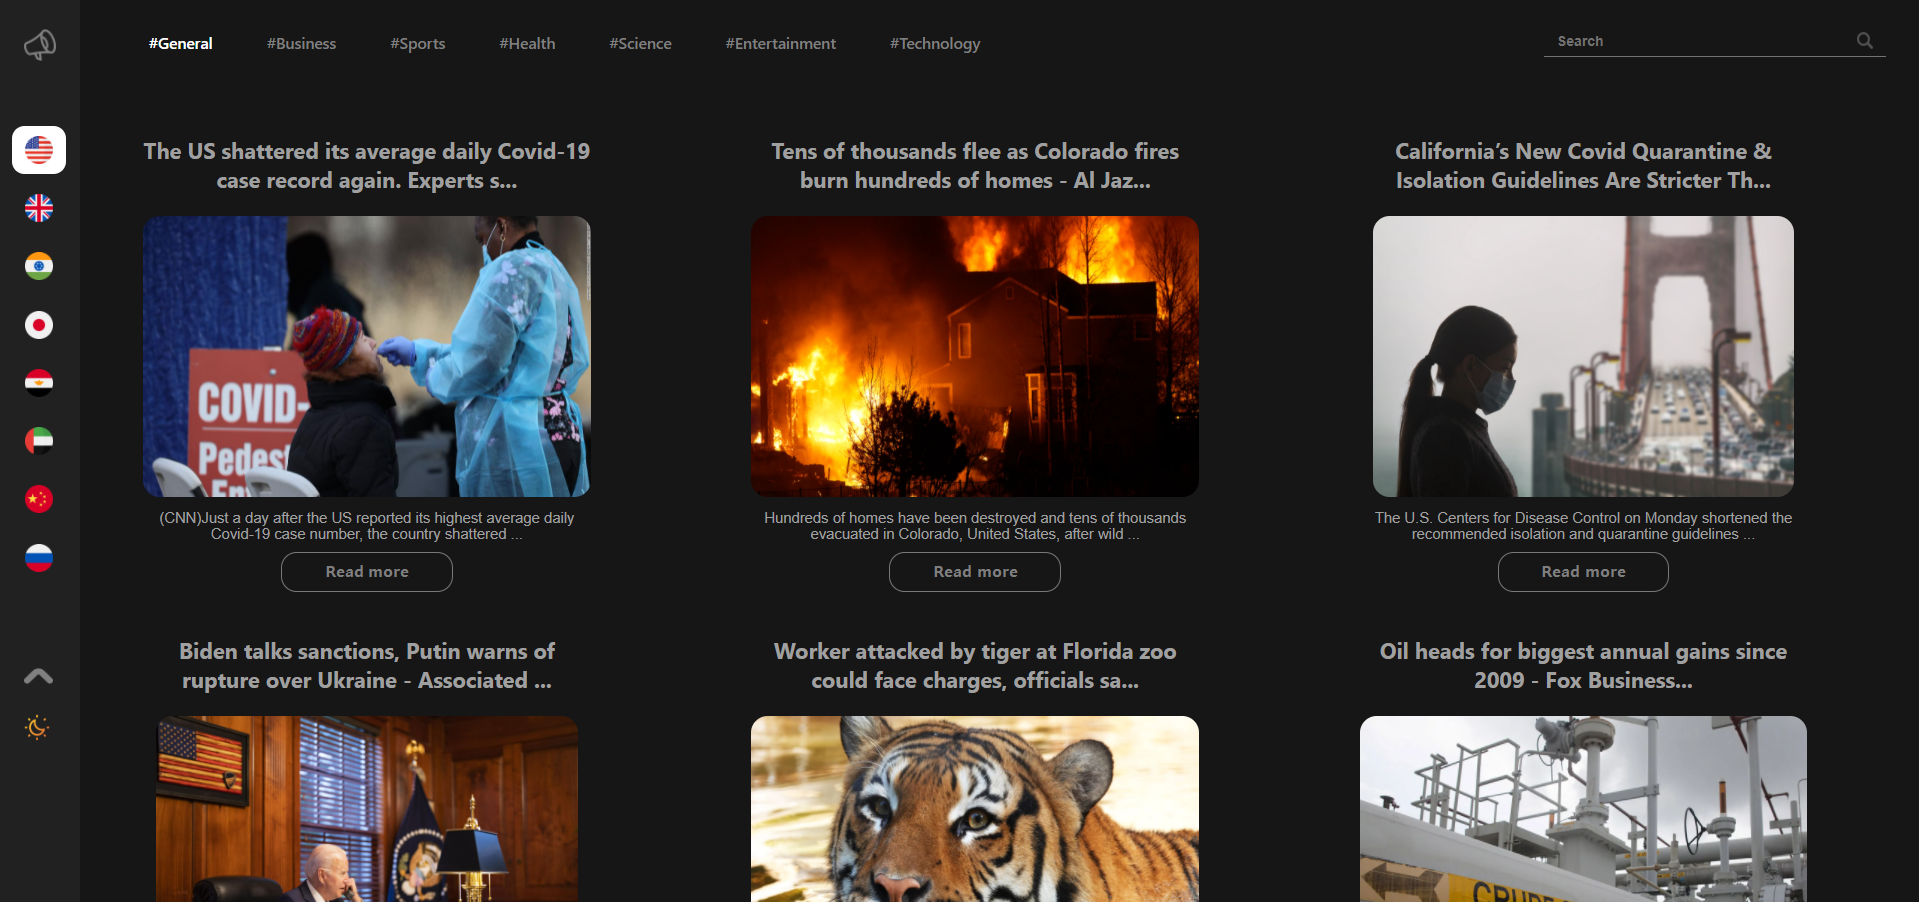 #General #Business #Sports #Health #Science #Entertainment #Technology
Search
The US shattered its average daily Covid-19
case record again. Experts s...
COVID-
Pedest
(CNN)Just a day after the US reported its highest average daily
Covid-19 case number, the country shattered ...
Read more
Tens of thousands flee as Colorado fires
burn hundreds of homes - Al Jaz...
Hundreds of homes have been destroyed and tens of thousands
evacuated in Colorado, United States, after wild ...
Read more
California’s New Covid Quarantine &
Isolation Guidelines Are Stricter Th...
The U.S. Centers for Disease Control on Monday shortened the
recommended isolation and quarantine guidelines ...
Read more
Biden talks sanctions, Putin warns of
rupture over Ukraine - Associated ...
Worker attacked by tiger at Florida zoo
could face charges, officials sa...
Oil heads for biggest annual gains since
2009 - Fox Business...